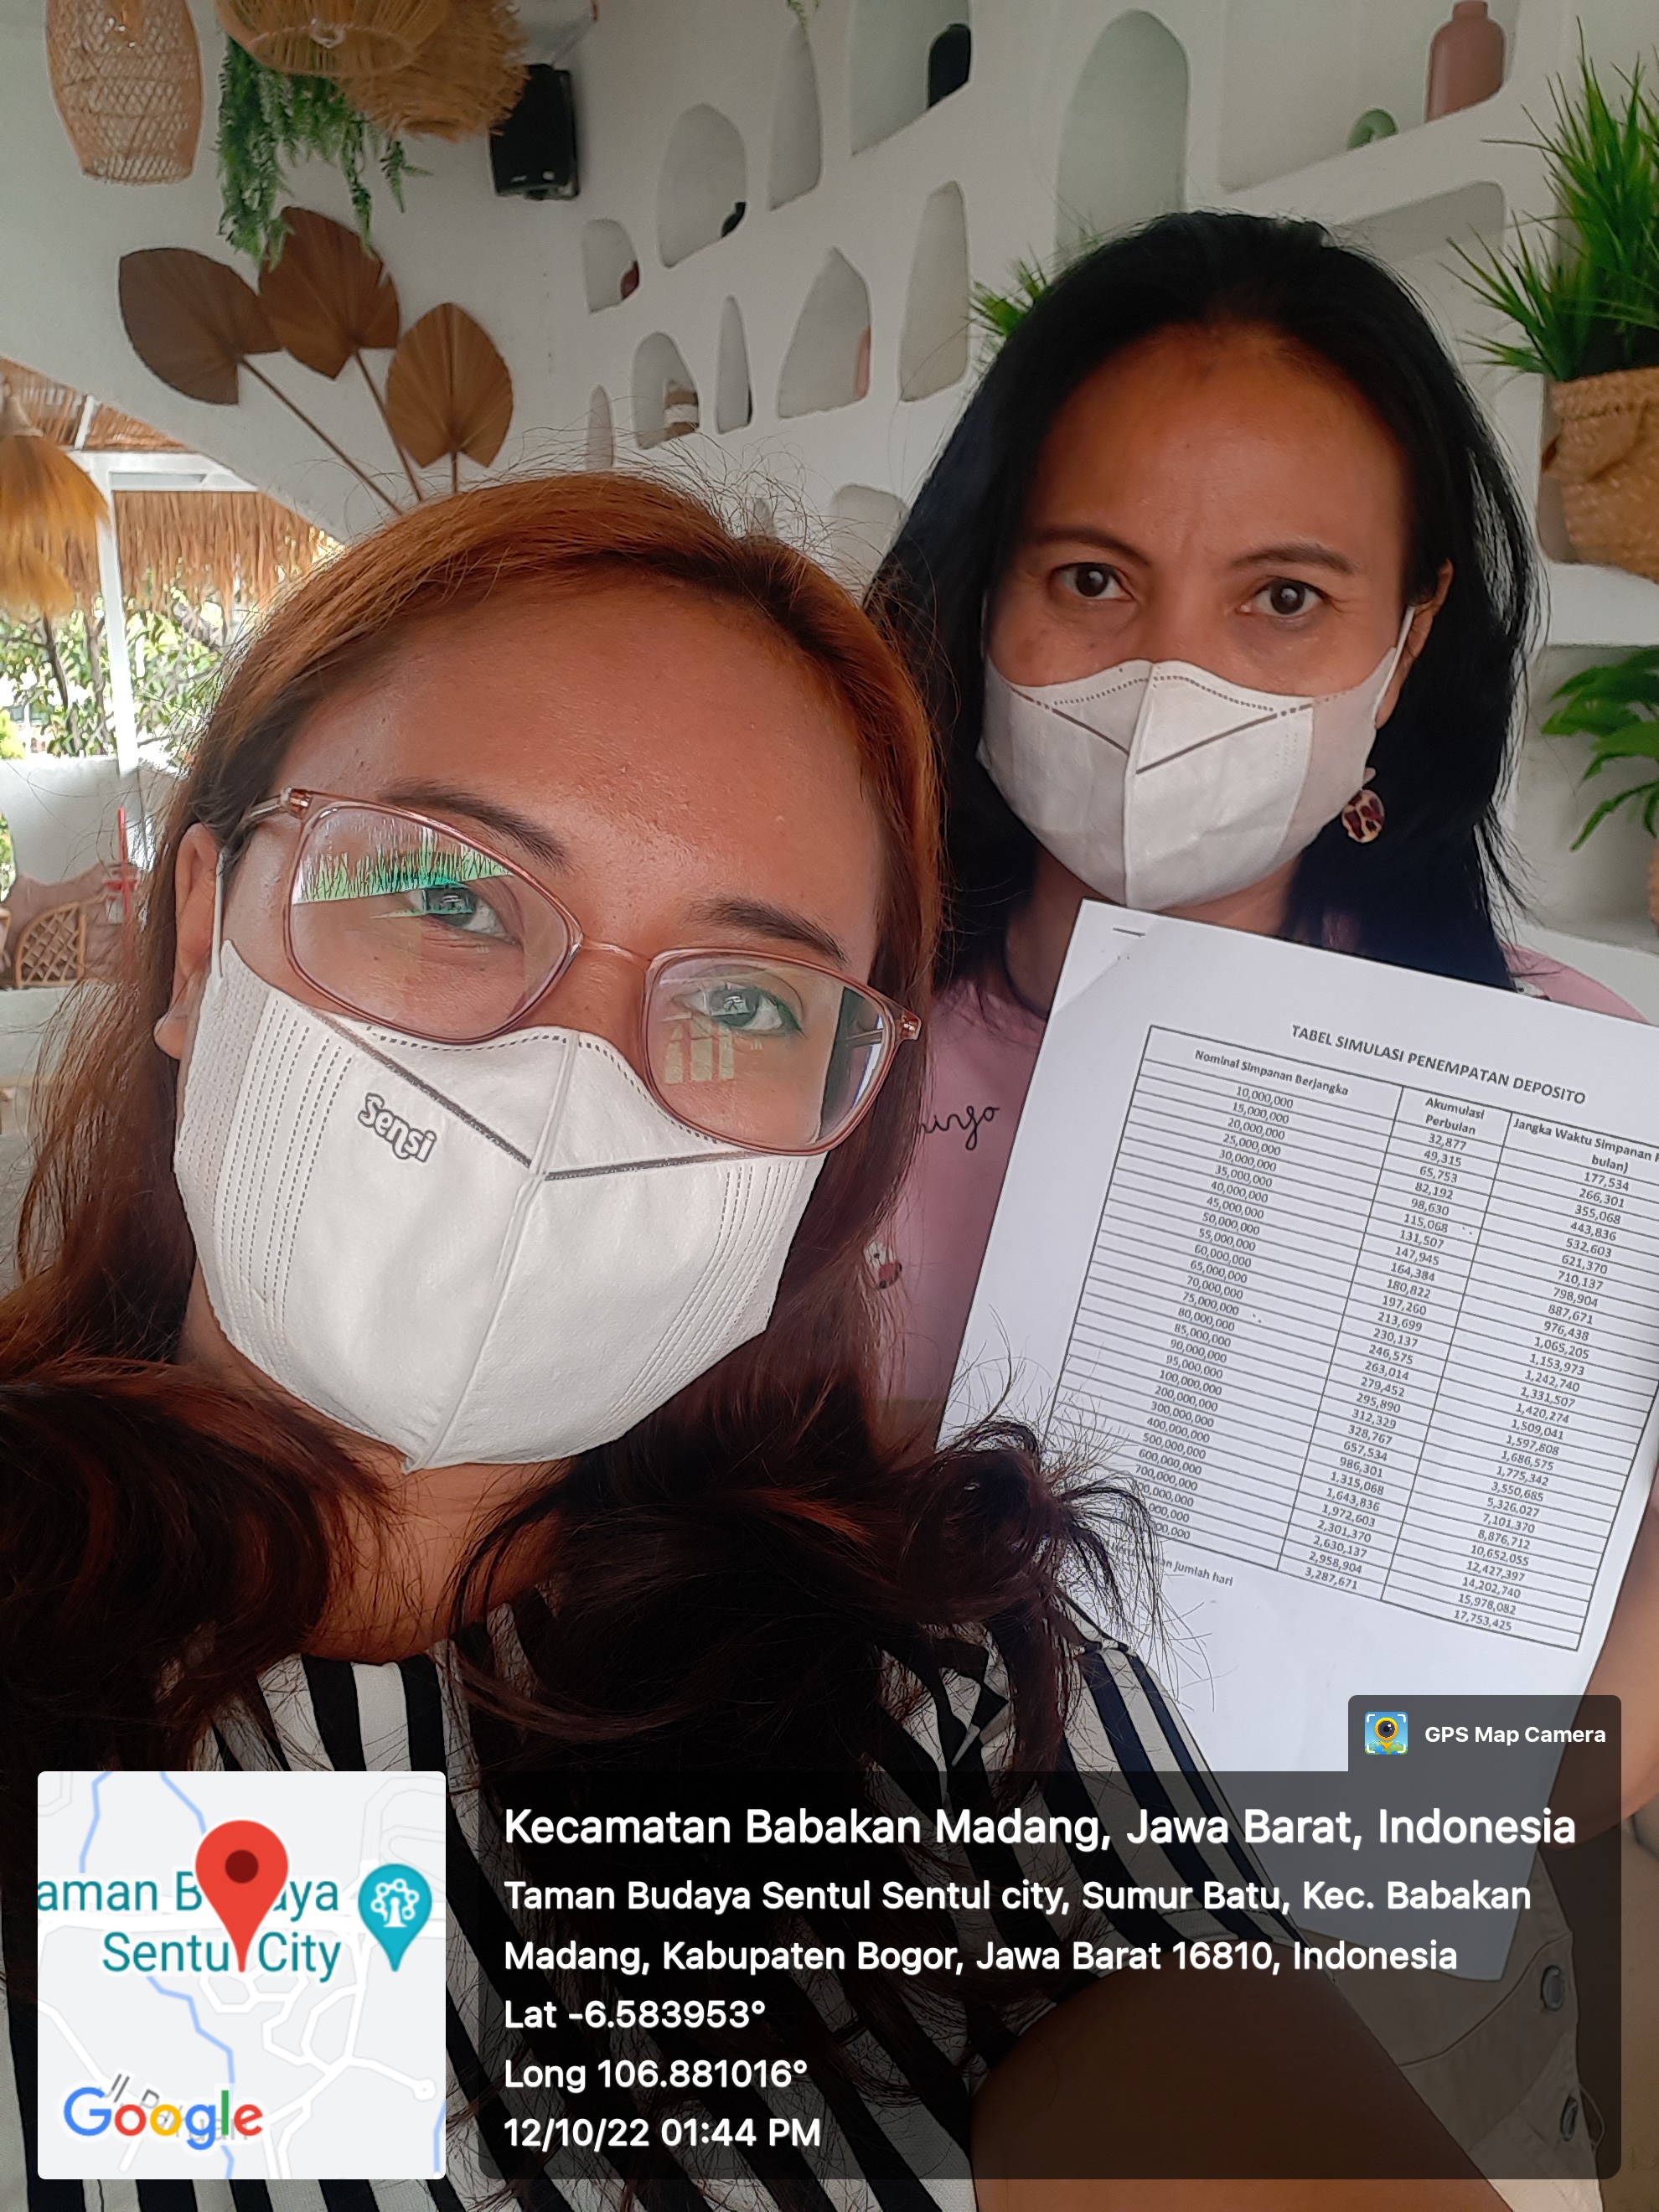 Sensi
TABEL SIMULASI PENEMPATAN DEPOSITO
Nominal Simpanan Berjangka Akumulasi Perbulan Jangka Waktu Simpanan bulan)
10,000,000 32,877 177,534
15,000,000 49,315 266,301
20,000,000 65,753 355,068
25,000,000 82,192 443,836
30,000,000 98,630 532,603
35,000,000 115,068 621,370
40,000,000 131,507 710,137
45,000,000 147,945 798,904
50,000,000 164,384 887,671
55,000,000 180,822 976,438
60,000,000 197,260 1,065,205
65,000,000 213,699 1,153,973
70,000,000 230,137 1,242,740
75,000,000 246,575 1,331,507
80,000,000 263,014 1,420,274
85,000,000 279,452 1,509,041
90,000,000 295,890 1,597,808
95,000,000 312,329 1,686,575
100,000,000 328,767 1,775,342
200,000,000 657,534 3,550,685
300,000,000 986,301 5,326,027
400,000,000 1,315,068 7,101,370
500,000,000 1,643,836 8,876,712
600,000,000 1,972,603 10,652,055
700,000,000 2,301,370 12,427,397
00,000,000 2,630,137 14,202,740
,000,000 2,958,904 15,978,082
000,000 3,287,671 17,753,425
jumlah hari
GPS Map Camera
Kecamatan Babakan Madang, Jawa Barat, Indonesia
Taman Budaya Sentul Sentul city, Sumur Batu, Kec. Babakan
Madang, Kabupaten Bogor, Jawa Barat 16810, Indonesia
Lat -6.583953°
Long 106.881016°
12/10/22 01:44 PM
aman B aya
Sentu City
Jl.
Google